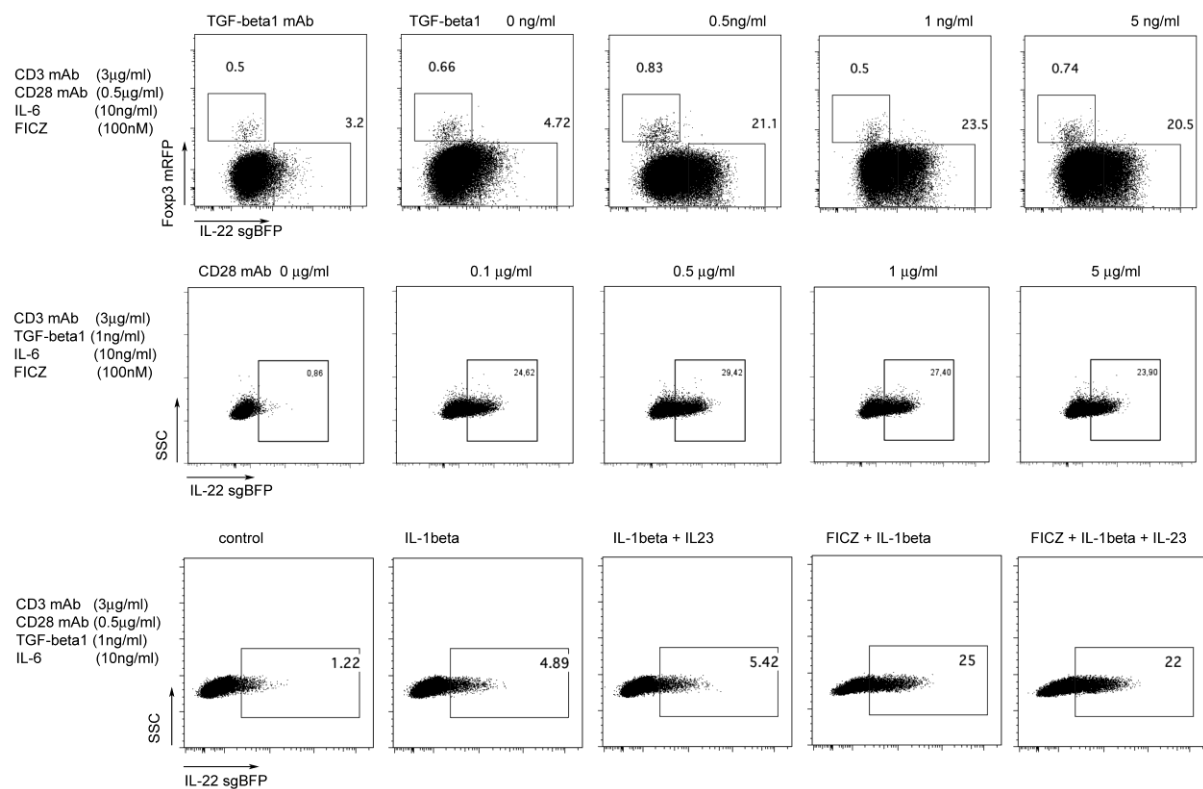 TGF-beta1 mAb
TGF-beta1 0 ng/ml
0.5ng/ml
1 ng/ml
5 ng/ml
CD3 mAb (3μg/ml)
CD28 mAb (0.5μg/ml)
IL-6 (10ng/ml)
FICZ (100nM)
0.5
3.2
0.66
4.72
0.83
21.1
0.5
23.5
0.74
20.5
Foxp3 mRFP
IL-22 sgBFP
CD28 mAb 0 μg/ml
0.1 μg/ml
0.5 μg/ml
1 μg/ml
5 μg/ml
CD3 mAb (3μg/ml)
TGF-beta1 (1ng/ml)
IL-6 (10ng/ml)
FICZ (100nM)
0,86
24,62
29,42
27,40
23,90
SSC
IL-22 sgBFP
control
IL-1beta
IL-1beta + IL23
FICZ + IL-1beta
FICZ + IL-1beta + IL-23
CD3 mAb (3μg/ml)
CD28 mAb (0.5μg/ml)
TGF-beta1 (1ng/ml)
IL-6 (10ng/ml)
1.22
4.89
5.42
25
22
SSC
IL-22 sgBFP